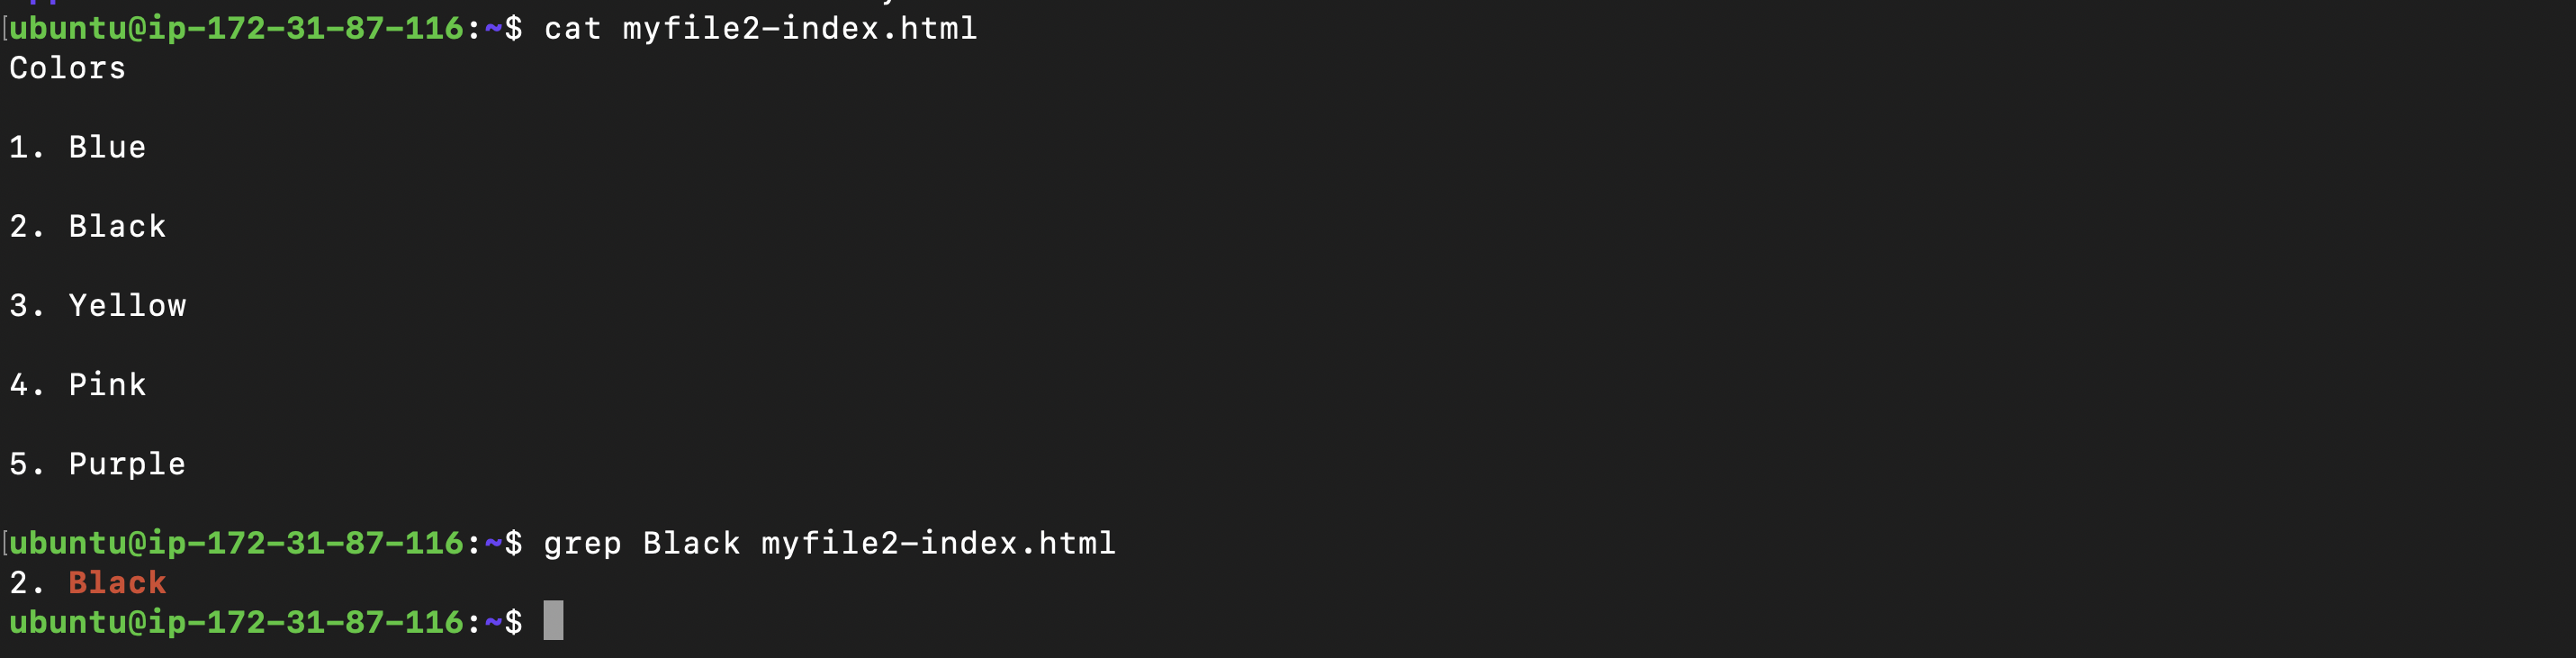 ubuntu@ip-172-31-87-116:~$ cat myfile2-index.html
Colors
1. Blue
2. Black
3. Yellow
4. Pink
5. Purple
ubuntu@ip-172-31-87-116:~$ grep Black myfile2-index.html
2. Black
ubuntu@ip-172-31-87-116:~$